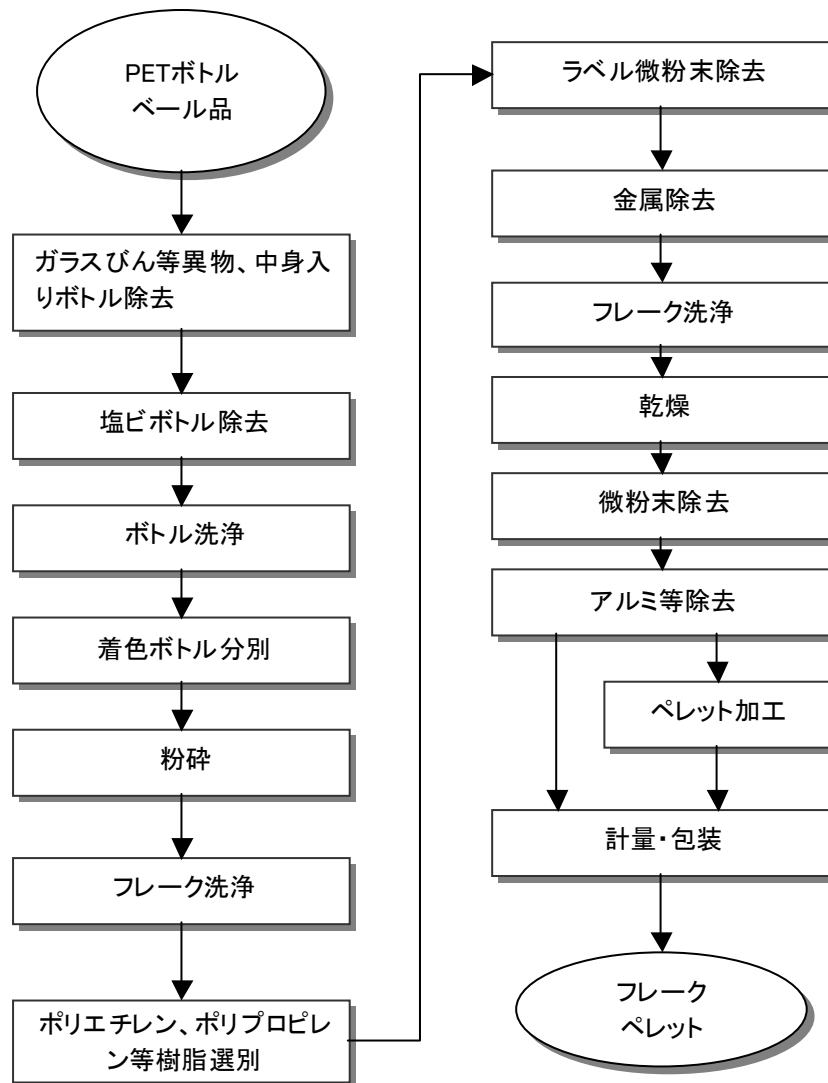 PETボトル
ベール品
ガラスびん等異物、中身入
りボトル除去
塩ビボトル除去
ボトル洗浄
着色ボトル分別
粉砕
フレーク洗浄
ポリエチレン、ポリプロピレ
ン等樹脂選別
ラベル微粉末除去
金属除去
フレーク洗浄
乾燥
微粉末除去
アルミ等除去
ペレット加工
計量・包装
フレーク
ペレット